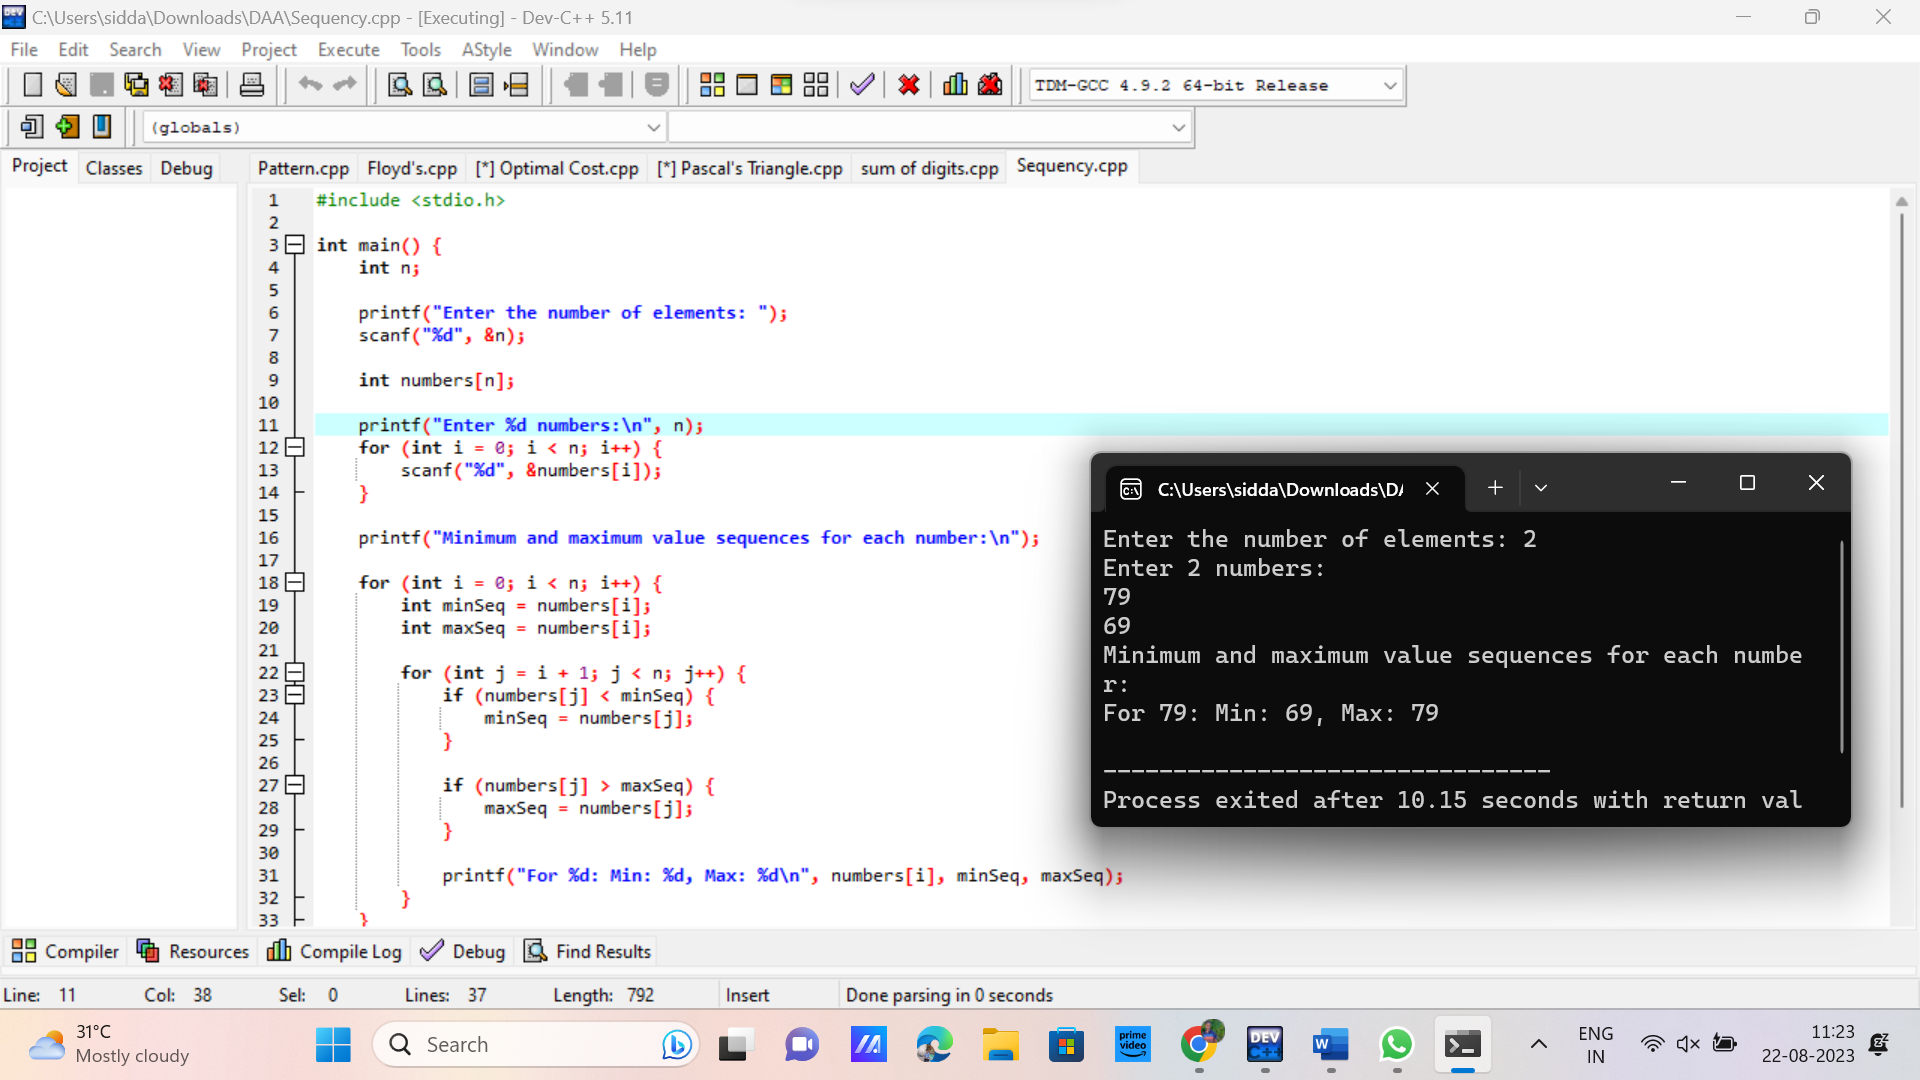 C:\Users\sidda\Downloads\DAA\Sequency.cpp - [Executing] - Dev-C++ 5.11
File Edit Search View Project Execute Tools AStyle Window Help
TDM-GCC 4.9.2 64-bit Release
(globals)
Project Classes Debug
Pattern.cpp Floyd's.cpp [*] Optimal Cost.cpp [*] Pascal's Triangle.cpp sum of digits.cpp Sequency.cpp
1 #include <stdio.h>
2
3 int main() {
4 int n;
5
6 printf("Enter the number of elements: ");
7 scanf("%d", &n);
8
9 int numbers[n];
10
11 printf("Enter %d numbers:\n", n);
12 for (int i = 0; i < n; i++) {
13 scanf("%d", &numbers[i]);
14 }
15
16 printf("Minimum and maximum value sequences for each number:\n");
17
18 for (int i = 0; i < n; i++) {
19 int minSeq = numbers[i];
20 int maxSeq = numbers[i];
21
22 for (int j = i + 1; j < n; j++) {
23 if (numbers[j] < minSeq) {
24 minSeq = numbers[j];
25 }
26
27 if (numbers[j] > maxSeq) {
28 maxSeq = numbers[j];
29 }
30
31 printf("For %d: Min: %d, Max: %d\n", numbers[i], minSeq, maxSeq);
32 }
33 }
C:\Users\sidda\Downloads\DA
Enter the number of elements: 2
Enter 2 numbers:
79
69
Minimum and maximum value sequences for each numbe
r:
For 79: Min: 69, Max: 79
--------------------------------
Process exited after 10.15 seconds with return val
Compiler Resources Compile Log Debug Find Results
Line: 11 Col: 38 Sel: 0 Lines: 37 Length: 792 Insert Done parsing in 0 seconds
31°C
Mostly cloudy
Search
prime video
DEV C++
W
ENG
IN
11:23
22-08-2023